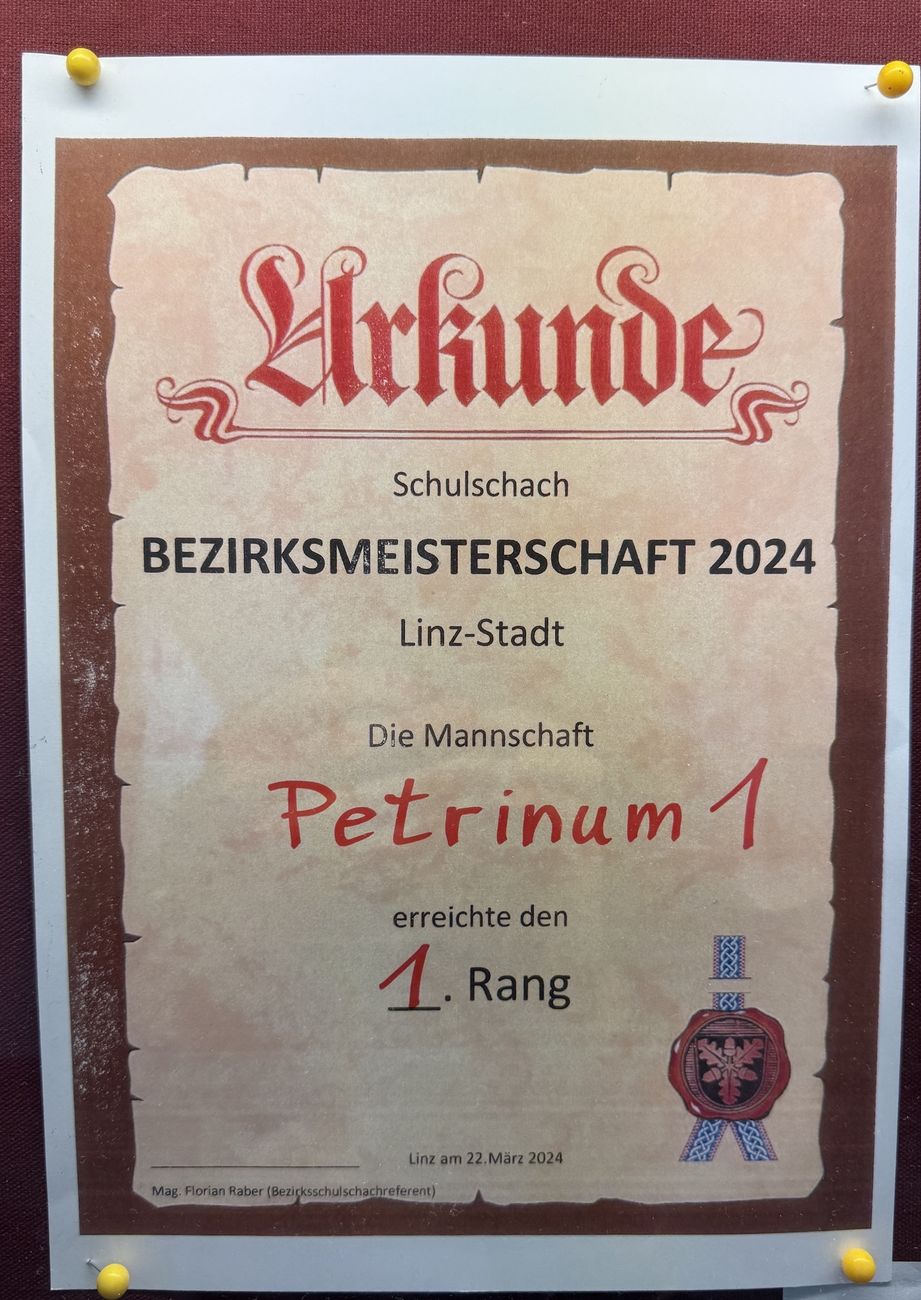 Urkunde
Schulschach
BEZIRKSMEISTERSCHAFT 2024
Linz-Stadt
Die Mannschaft
Petrinum 1
erreichte den
1. Rang
Linz am 22.März 2024
Mag. Florian Raber (Bezirksschulschachreferent)